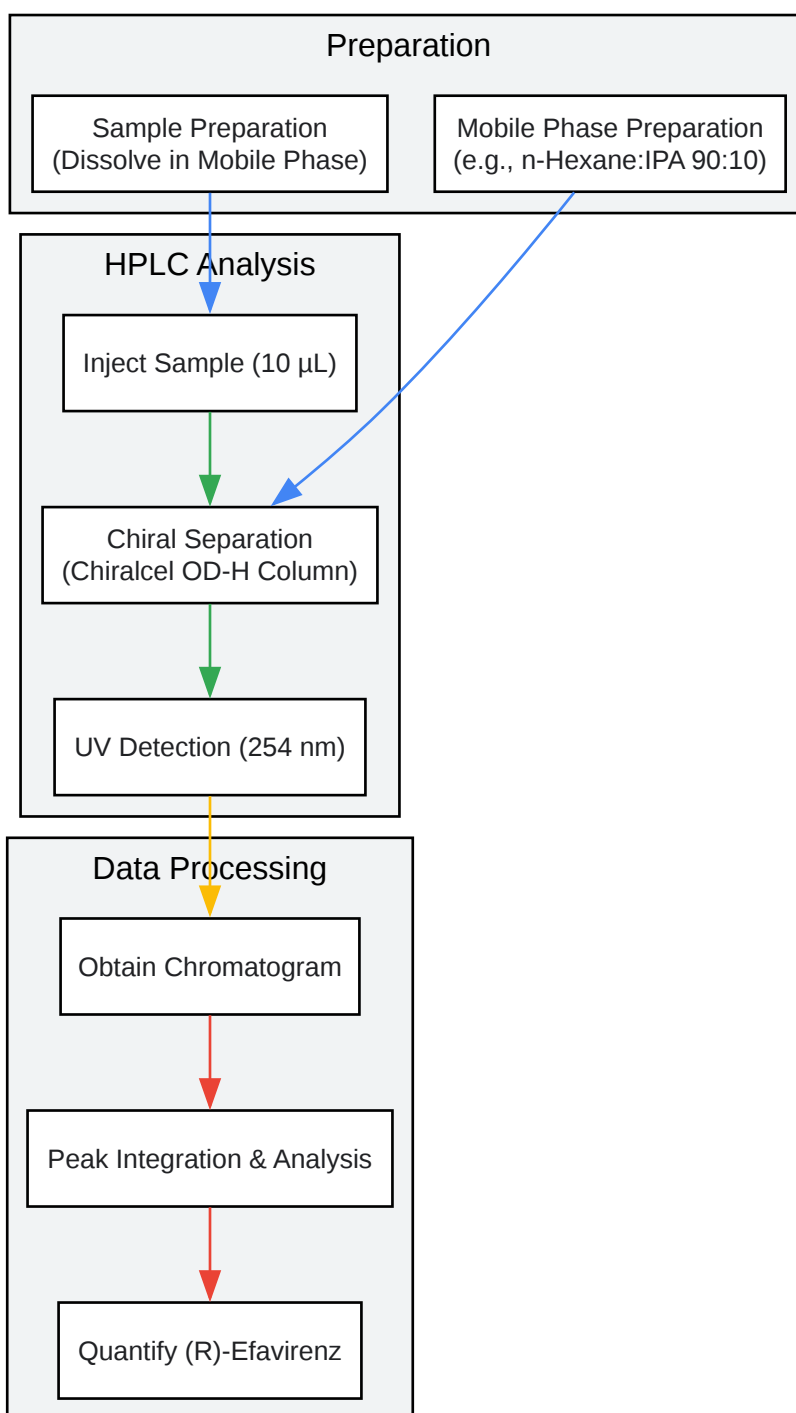 Preparation
Sample Preparation
(Dissolve in Mobile Phase)
Mobile Phase Preparation
(e.g., n-Hexane:IPA 90:10)
HPLC Analysis
Inject Sample (10 µL)
Chiral Separation
(Chiralcel OD-H Column)
UV Detection (254 nm)
Data Processing
Obtain Chromatogram
Peak Integration & Analysis
Quantify (R)-Efavirenz